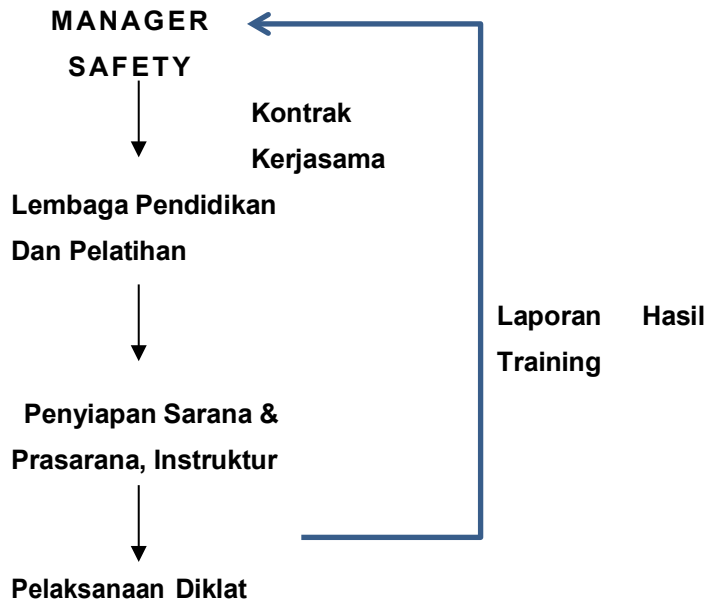 MANAGER
SAFETY
Kontrak
Kerjasama
Lembaga Pendidikan
Dan Pelatihan
Laporan Hasil
Training
Penyiapan Sarana &
Prasarana, Instruktur
Pelaksanaan Diklat